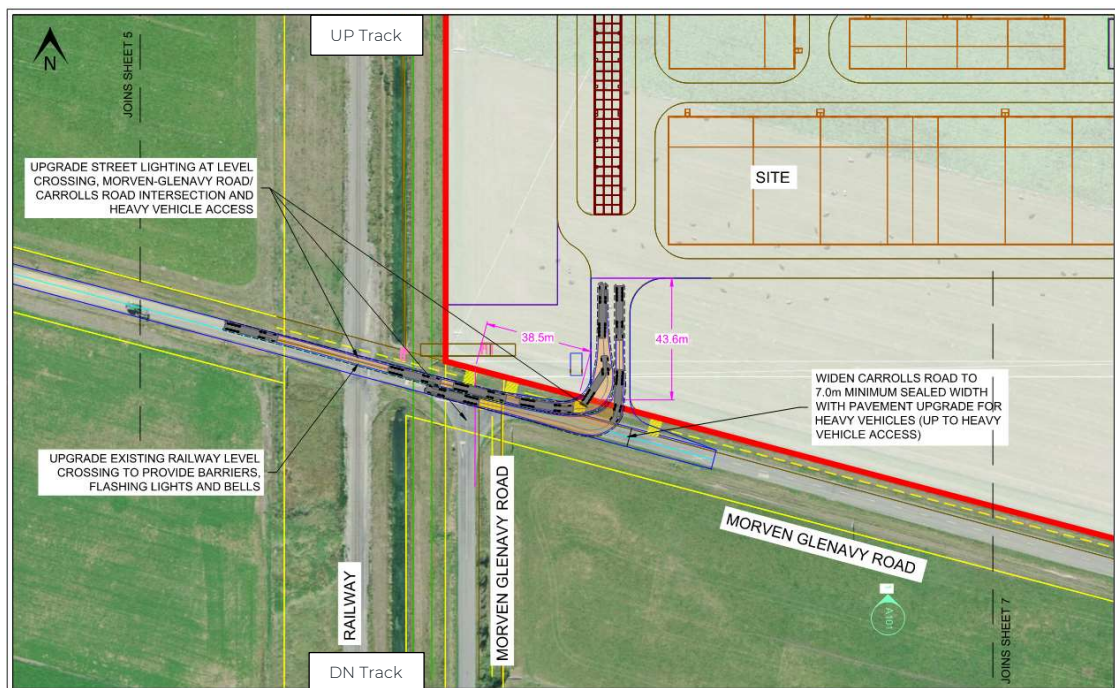 UP Track
N
JOINS SHEET 5
UPGRADE STREET LIGHTING AT LEVEL
CROSSING, MORVEN-GLENAVY ROAD/
CARROLLS ROAD INTERSECTION AND
HEAVY VEHICLE ACCESS
SITE
38.5m
43.6m
WIDEN CARROLLS ROAD TO
7.0m MINIMUM SEALED WIDTH
WITH PAVEMENT UPGRADE FOR
HEAVY VEHICLES (UP TO HEAVY
VEHICLE ACCESS)
UPGRADE EXISTING RAILWAY LEVEL
CROSSING TO PROVIDE BARRIERS,
FLASHING LIGHTS AND BELLS
RAILWAY
MORVEN GLENAVY ROAD
MORVEN GLENAVY ROAD
A101
JOINS SHEET 7
DN Track